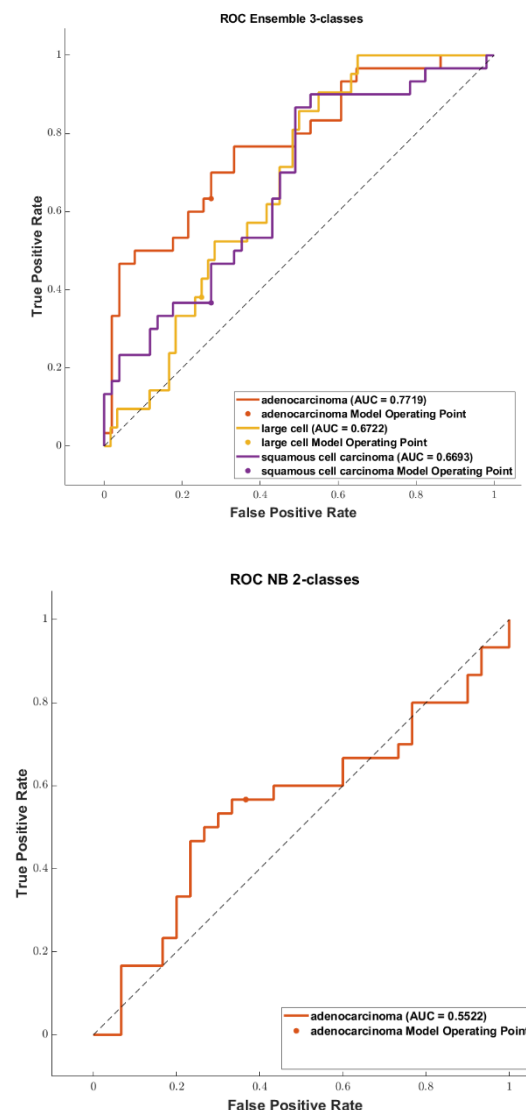 ROC Ensemble 3-classes
1
0.8
0.6
0.4
0.2
0
True Positive Rate
adenocarcinoma (AUC = 0.7719)
adenocarcinoma Model Operating Point
large cell (AUC = 0.6722)
large cell Model Operating Point
squamous cell carcinoma (AUC = 0.6693)
squamous cell carcinoma Model Operating Point
0 0.2 0.4 0.6 0.8 1
False Positive Rate
ROC NB 2-classes
1
0.8
0.6
0.4
0.2
0
True Positive Rate
adenocarcinoma (AUC = 0.5522)
adenocarcinoma Model Operating Point
0 0.2 0.4 0.6 0.8 1
False Positive Rate